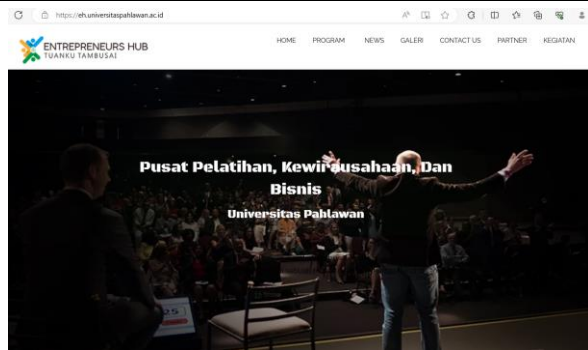 https://eh.universitaspahlawan.ac.id
ENTREPRENEURS HUB
TUANKU TAMBUSAI
HOME PROGRAM NEWS GALERI CONTACT US PARTNER KEGIATAN
Pusat Pelatihan, Kewirausahaan, Dan
Bisnis
Universitas Pahlawan